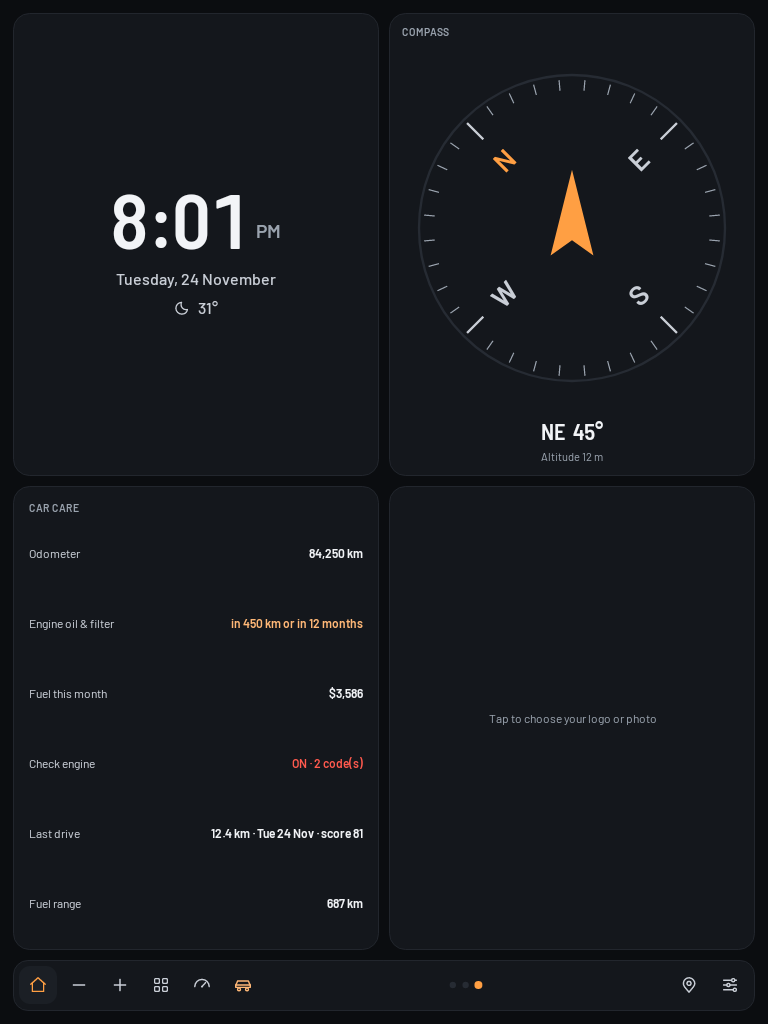 8:01 PM
Tuesday, 24 November
31°
COMPASS
N
E
W
S
NE 45°
Altitude 12 m
CAR CARE
Odometer 84,250 km
Engine oil & filter in 450 km or in 12 months
Fuel this month $3,586
Check engine ON · 2 code(s)
Last drive 12.4 km · Tue 24 Nov · score 81
Fuel range 687 km
Tap to choose your logo or photo